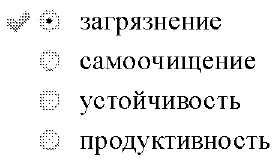 загрязнение
самоочищение
устойчивость
продуктивность